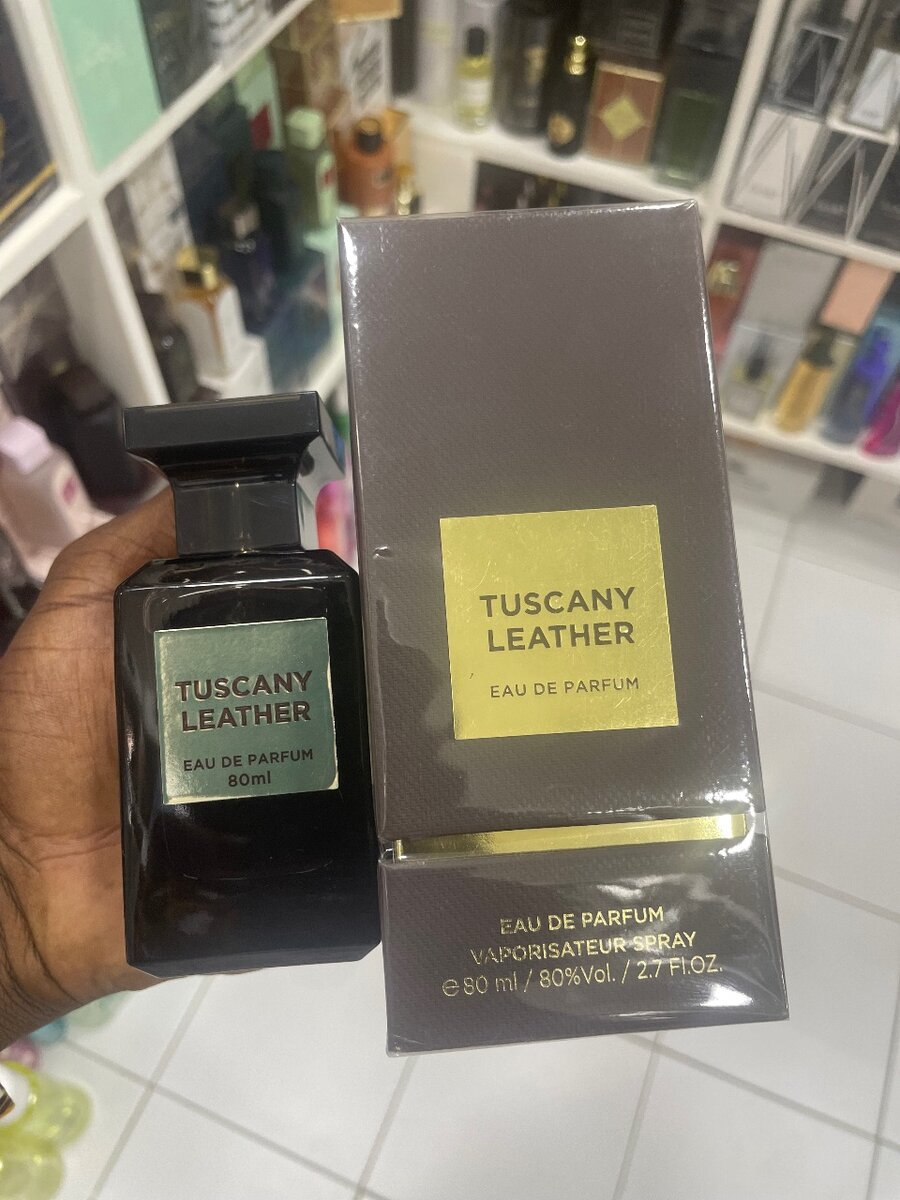 TUSCANY
LEATHER
EAU DE PARFUM
80ml
TUSCANY
LEATHER
EAU DE PARFUM
EAU DE PARFUM
VAPORISATEUR SPRAY
℮ 80 ml / 80%Vol. / 2.7 Fl.OZ.